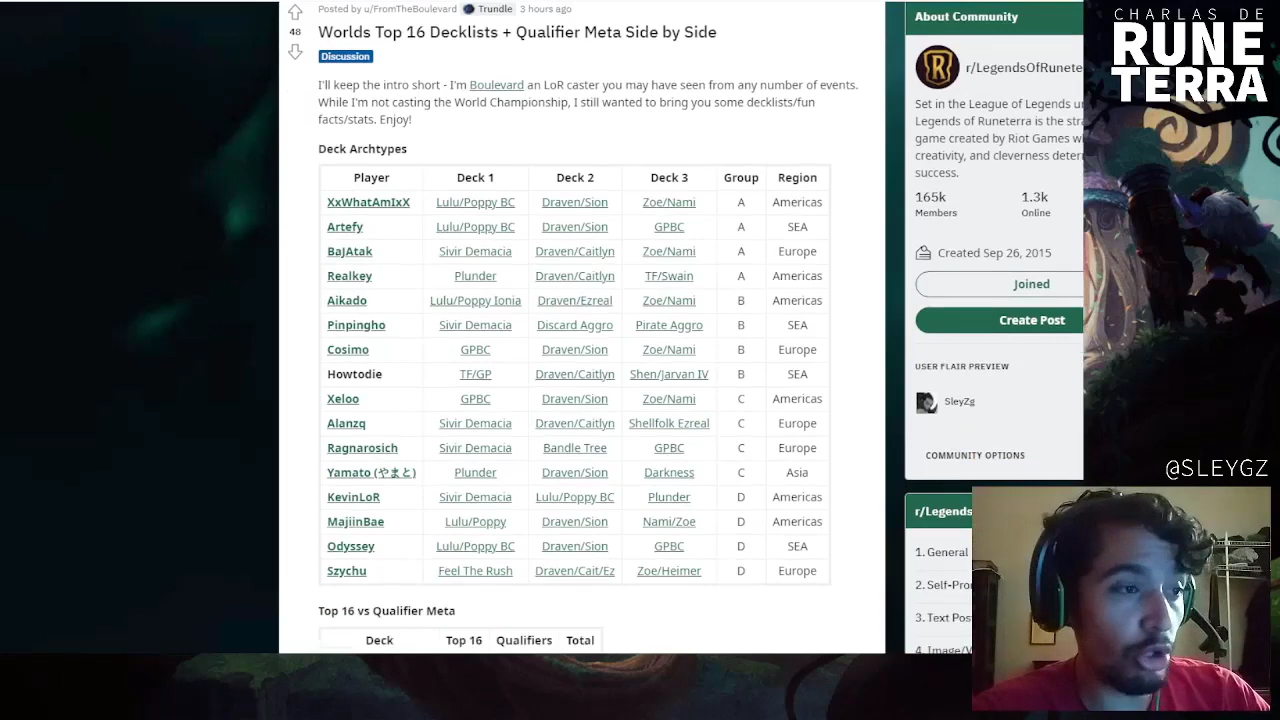 Posted by u/FromTheBoulevard Trundle 3 hours ago
48
Worlds Top 16 Decklists + Qualifier Meta Side by Side
Discussion
I'll keep the intro short - I'm Boulevard an LoR caster you may have seen from any number of events.
While I'm not casting the World Championship, I still wanted to bring you some decklists/fun
facts/stats. Enjoy!
Deck Archtypes
Player Deck 1 Deck 2 Deck 3 Group Region
XxWhatAmIxX Lulu/Poppy BC Draven/Sion Zoe/Nami A Americas
Artefy Lulu/Poppy BC Draven/Sion GPBC A SEA
BaJAtak Sivir Demacia Draven/Caitlyn Zoe/Nami A Europe
Realkey Plunder Draven/Caitlyn TF/Swain A Americas
Aikado Lulu/Poppy Ionia Draven/Ezreal Zoe/Nami B Americas
Pinpingho Sivir Demacia Discard Aggro Pirate Aggro B SEA
Cosimo GPBC Draven/Sion Zoe/Nami B Europe
Howtodie TF/GP Draven/Caitlyn Shen/Jarvan IV B SEA
Xeloo GPBC Draven/Sion Zoe/Nami C Americas
Alanzq Sivir Demacia Draven/Caitlyn Shellfolk Ezreal C Europe
Ragnarosich Sivir Demacia Bandle Tree GPBC C Europe
Yamato (やまと) Plunder Draven/Sion Darkness C Asia
KevinLoR Sivir Demacia Lulu/Poppy BC Plunder D Americas
MajiinBae Lulu/Poppy Draven/Sion Nami/Zoe D Americas
Odyssey Lulu/Poppy BC Draven/Sion GPBC D SEA
Szychu Feel The Rush Draven/Cait/Ez Zoe/Heimer D Europe
Top 16 vs Qualifier Meta
Deck Top 16 Qualifiers Total
About Community
r/LegendsOfRunete
Set in the League of Legends u
Legends of Runeterra is the stra
game created by Riot Games w
creativity, and cleverness deter
success.
165k 1.3k
Members Online
Created Sep 26, 2015
Joined
Create Post
USER FLAIR PREVIEW
SleyZg
COMMUNITY OPTIONS
r/Legends
1. General
2. Self-Pro
3. Text Pos
4. Image/V
CHARLAS DE
RUNE
TERRA
@SLEYGZ